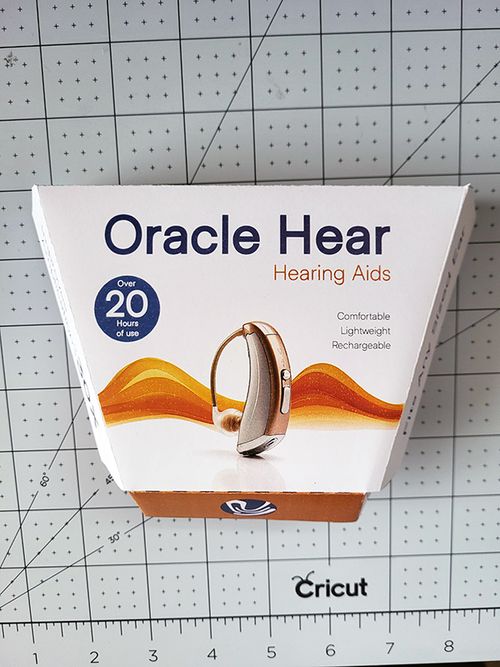 Oracle Hear
Hearing Aids
Over
20
Hours
of use
Comfortable
Lightweight
Rechargeable
60°
45
30°
Cricut
1 2 3 4 5 6 7 8